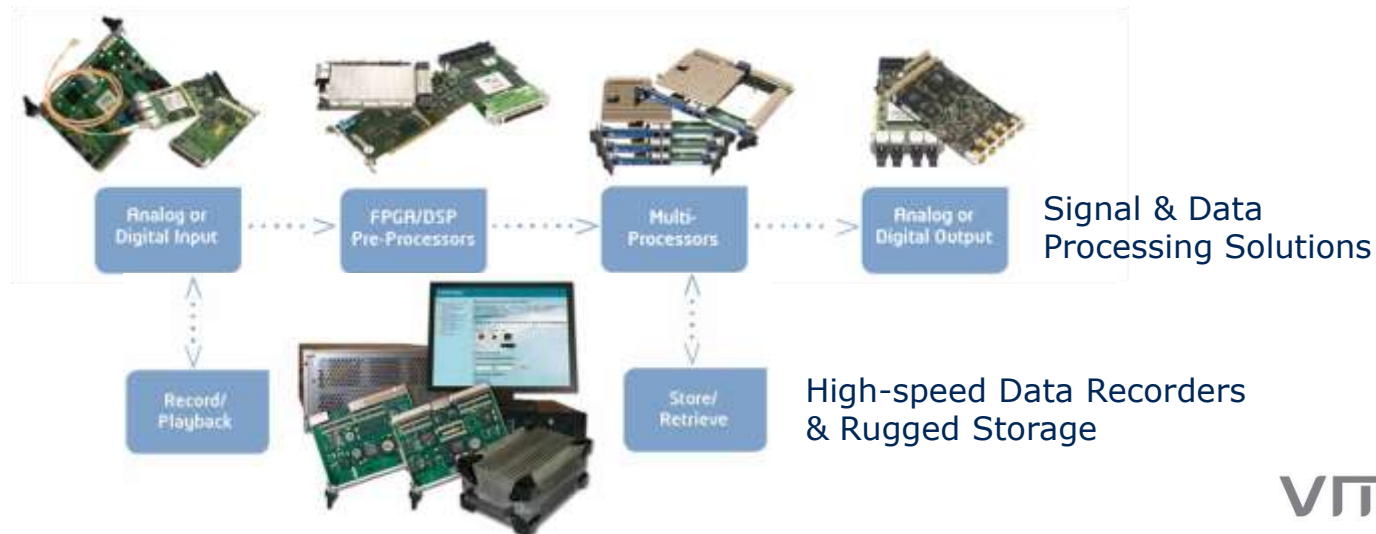 Analog or
Digital Input
FPGA/DSP
Pre-Processors
Multi-
Processors
Analog or
Digital Output
Signal & Data
Processing Solutions
Record/
Playback
Store/
Retrieve
High-speed Data Recorders
& Rugged Storage